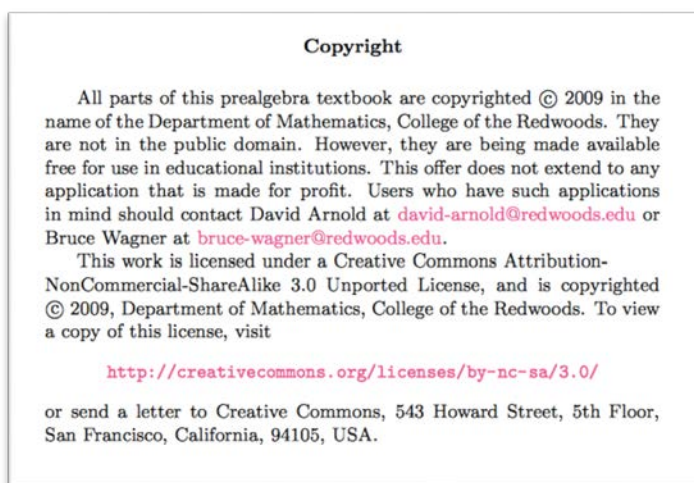 Copyright
All parts of this prealgebra textbook are copyrighted © 2009 in the
name of the Department of Mathematics, College of the Redwoods. They
are not in the public domain. However, they are being made available
free for use in educational institutions. This offer does not extend to any
application that is made for profit. Users who have such applications
in mind should contact David Arnold at david-arnold@redwoods.edu or
Bruce Wagner at bruce-wagner@redwoods.edu.
This work is licensed under a Creative Commons Attribution-
NonCommercial-ShareAlike 3.0 Unported License, and is copyrighted
© 2009, Department of Mathematics, College of the Redwoods. To view
a copy of this license, visit
http://creativecommons.org/licenses/by-nc-sa/3.0/
or send a letter to Creative Commons, 543 Howard Street, 5th Floor,
San Francisco, California, 94105, USA.